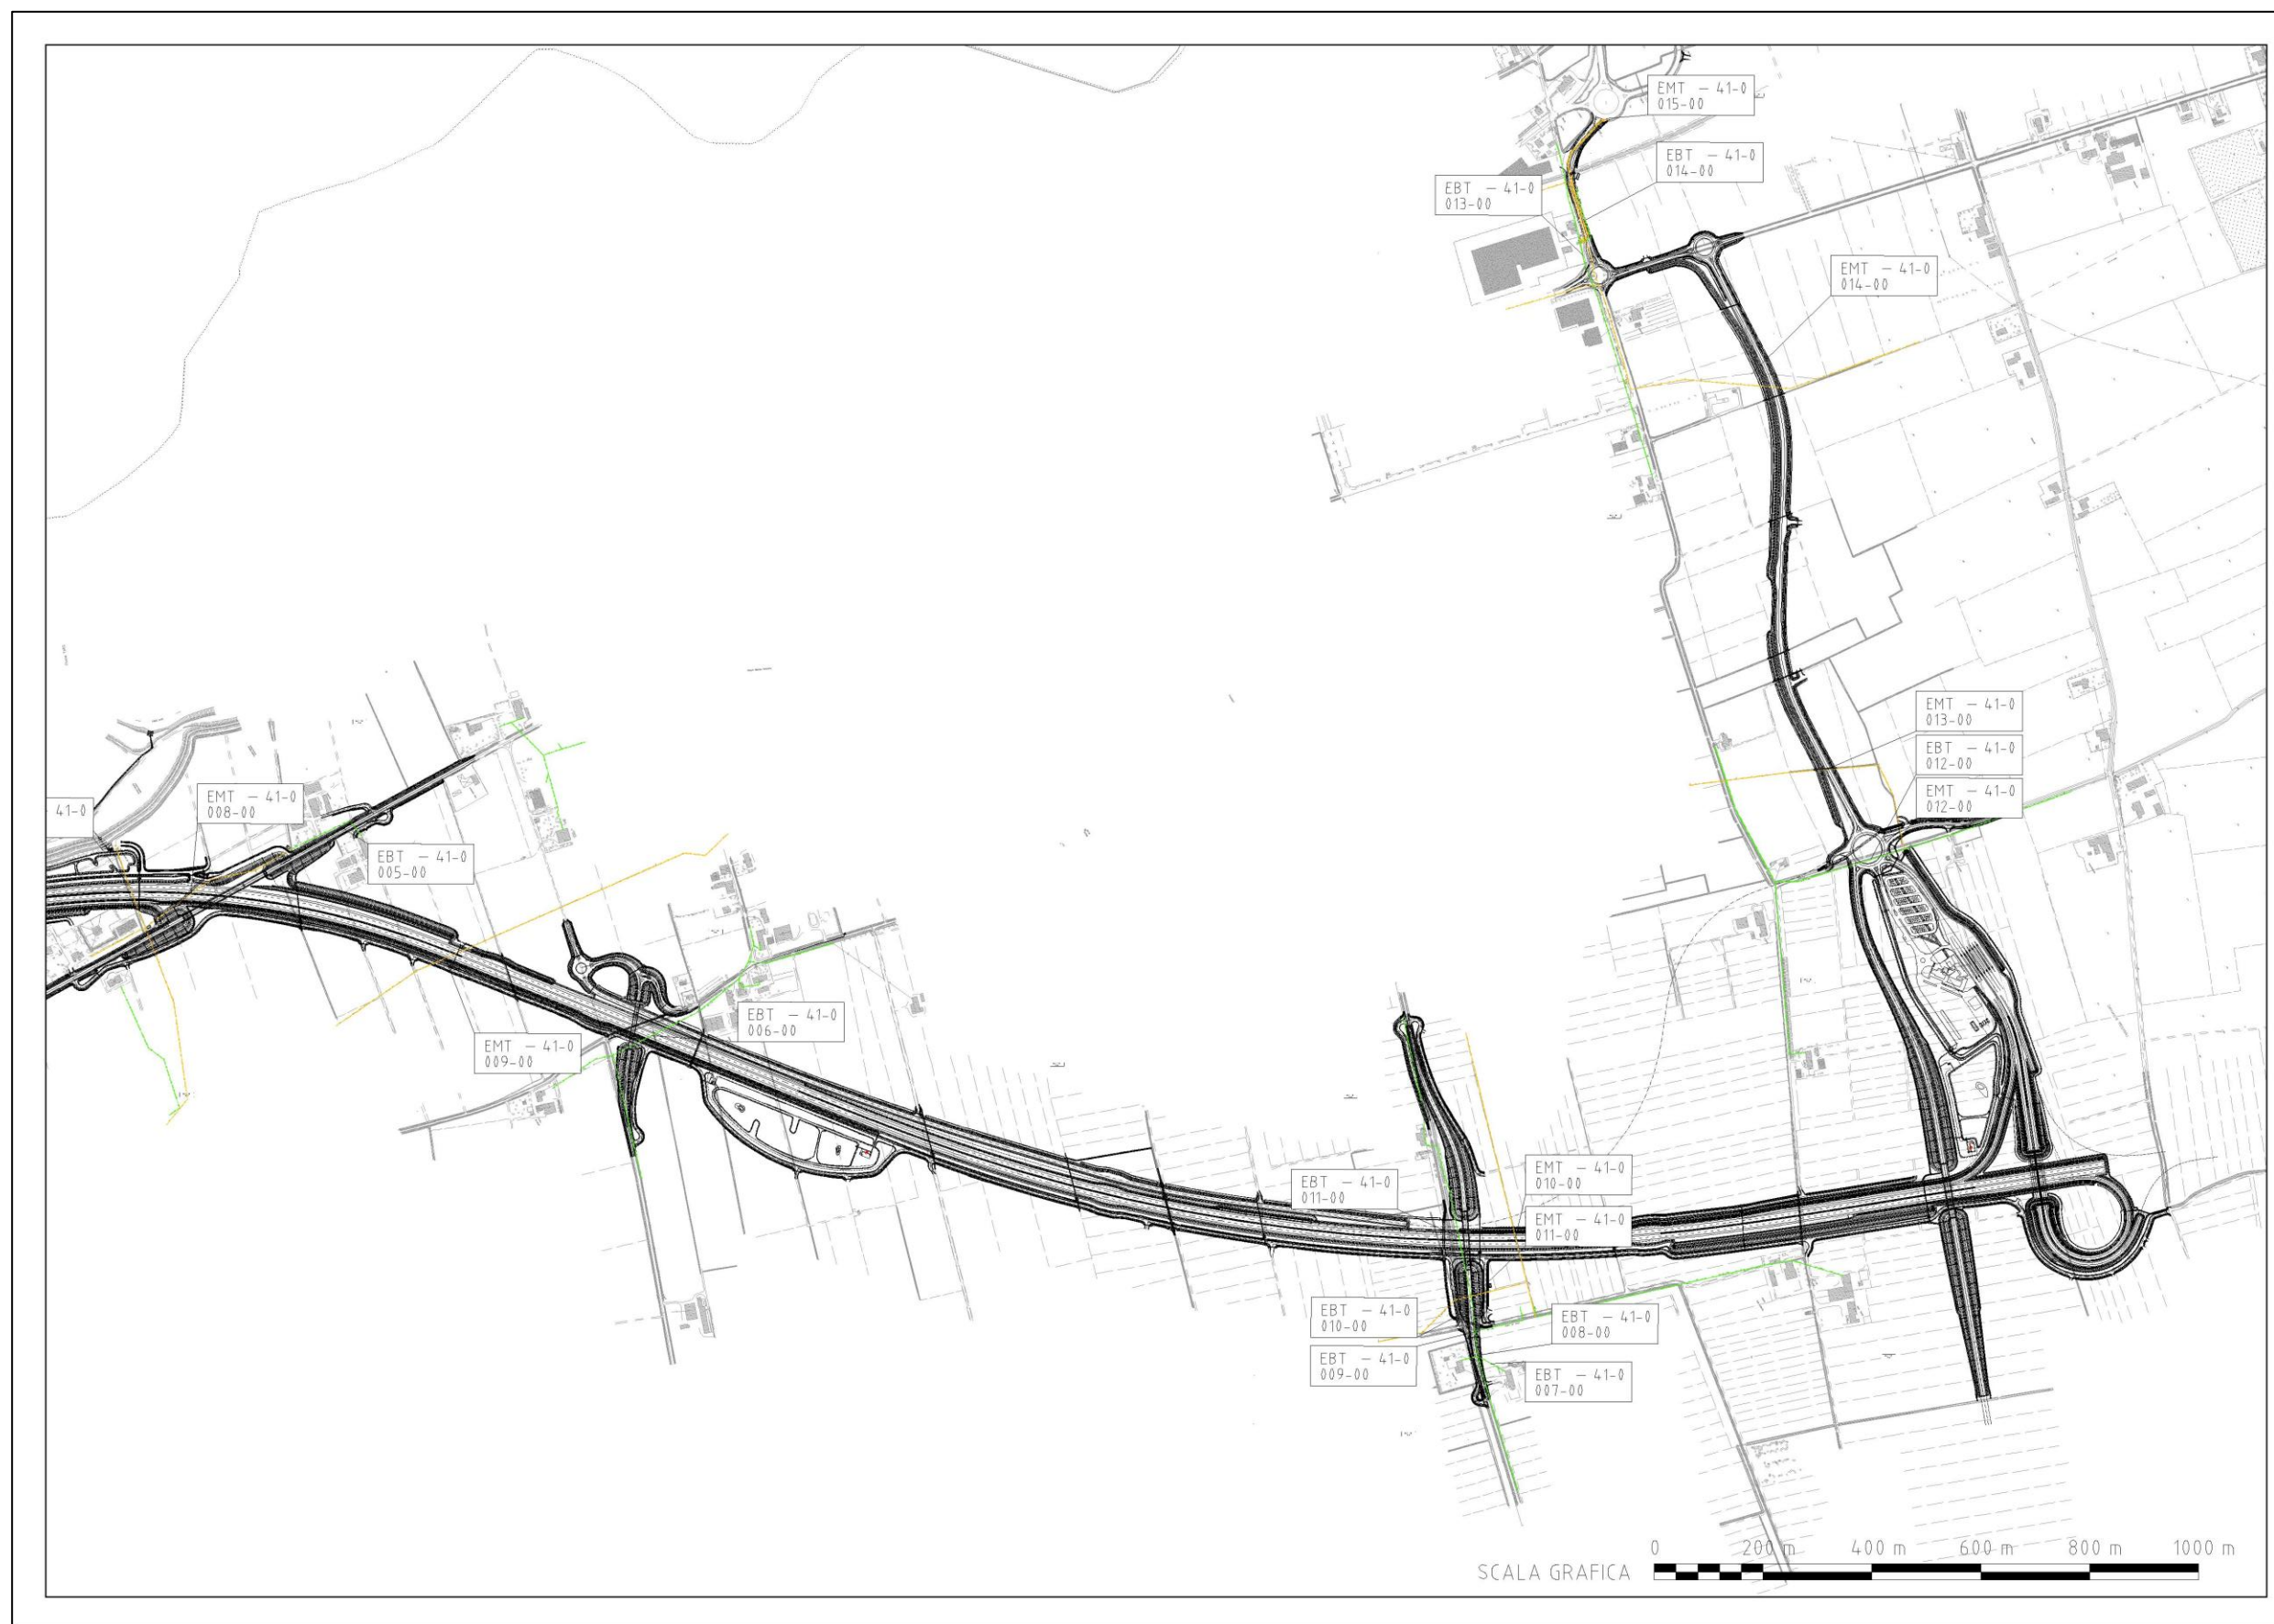 EMT - 41-0
015-00
EBT - 41-0
014-00
EBT - 41-0
013-00
EMT - 41-0
014-00
EMT - 41-0
013-00
EBT - 41-0
012-00
EMT - 41-0
012-00
41-0
EMT - 41-0
008-00
EBT - 41-0
005-00
EBT - 41-0
006-00
EMT - 41-0
009-00
EBT - 41-0
011-00
EMT - 41-0
010-00
EMT - 41-0
011-00
EBT - 41-0
010-00
EBT - 41-0
008-00
EBT - 41-0
009-00
EBT - 41-0
007-00
SCALA GRAFICA
0 200 m 400 m 600 m 800 m 1000 m